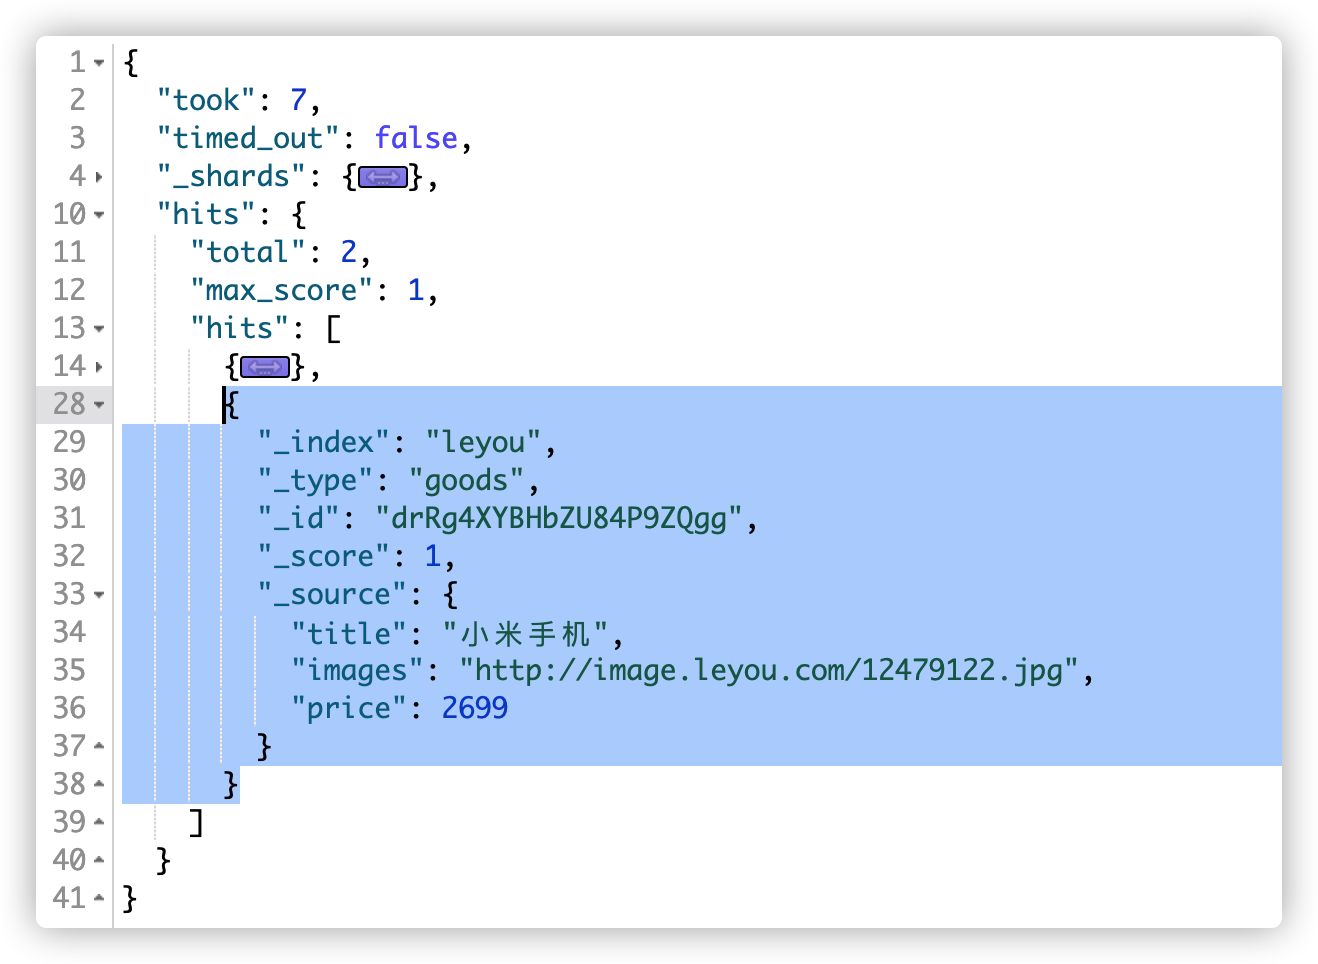 1 {
2 "took": 7,
3 "timed_out": false,
4 "_shards": {},
10 "hits": {
11 "total": 2,
12 "max_score": 1,
13 "hits": [
14 {},
28 {
29 "_index": "leyou",
30 "_type": "goods",
31 "_id": "drRg4XYBHbZU84P9ZQgg",
32 "_score": 1,
33 "_source": {
34 "title": "小米手机",
35 "images": "http://image.leyou.com/12479122.jpg",
36 "price": 2699
37 }
38 }
39 ]
40 }
41 }